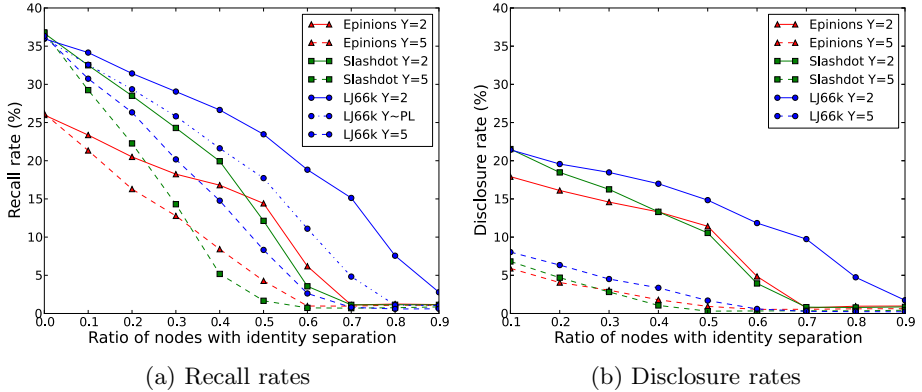 40
35
30
25
20
15
10
5
0
Recall rate (%)
Epinions Y=2
Epinions Y=5
Slashdot Y=2
Slashdot Y=5
LJ66k Y=2
LJ66k Y~PL
LJ66k Y=5
0.0 0.1 0.2 0.3 0.4 0.5 0.6 0.7 0.8 0.9
Ratio of nodes with identity separation
(a) Recall rates
40
35
30
25
20
15
10
5
0
Disclosure rate (%)
Epinions Y=2
Epinions Y=5
Slashdot Y=2
Slashdot Y=5
LJ66k Y=2
LJ66k Y=5
0.1 0.2 0.3 0.4 0.5 0.6 0.7 0.8 0.9
Ratio of nodes with identity separation
(b) Disclosure rates